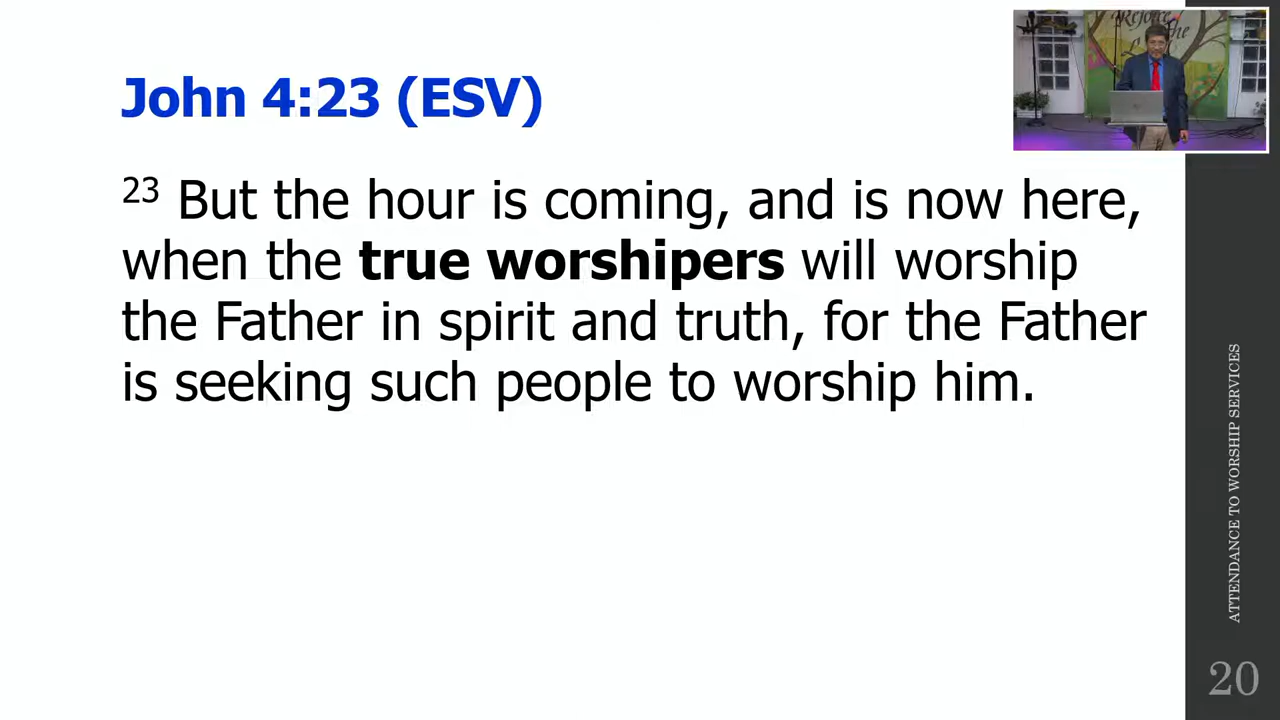 John 4:23 (ESV)
23 But the hour is coming, and is now here,
when the true worshipers will worship
the Father in spirit and truth, for the Father
is seeking such people to worship him.
Rejoice
the
ATTENDANCE TO WORSHIP SERVICES
20